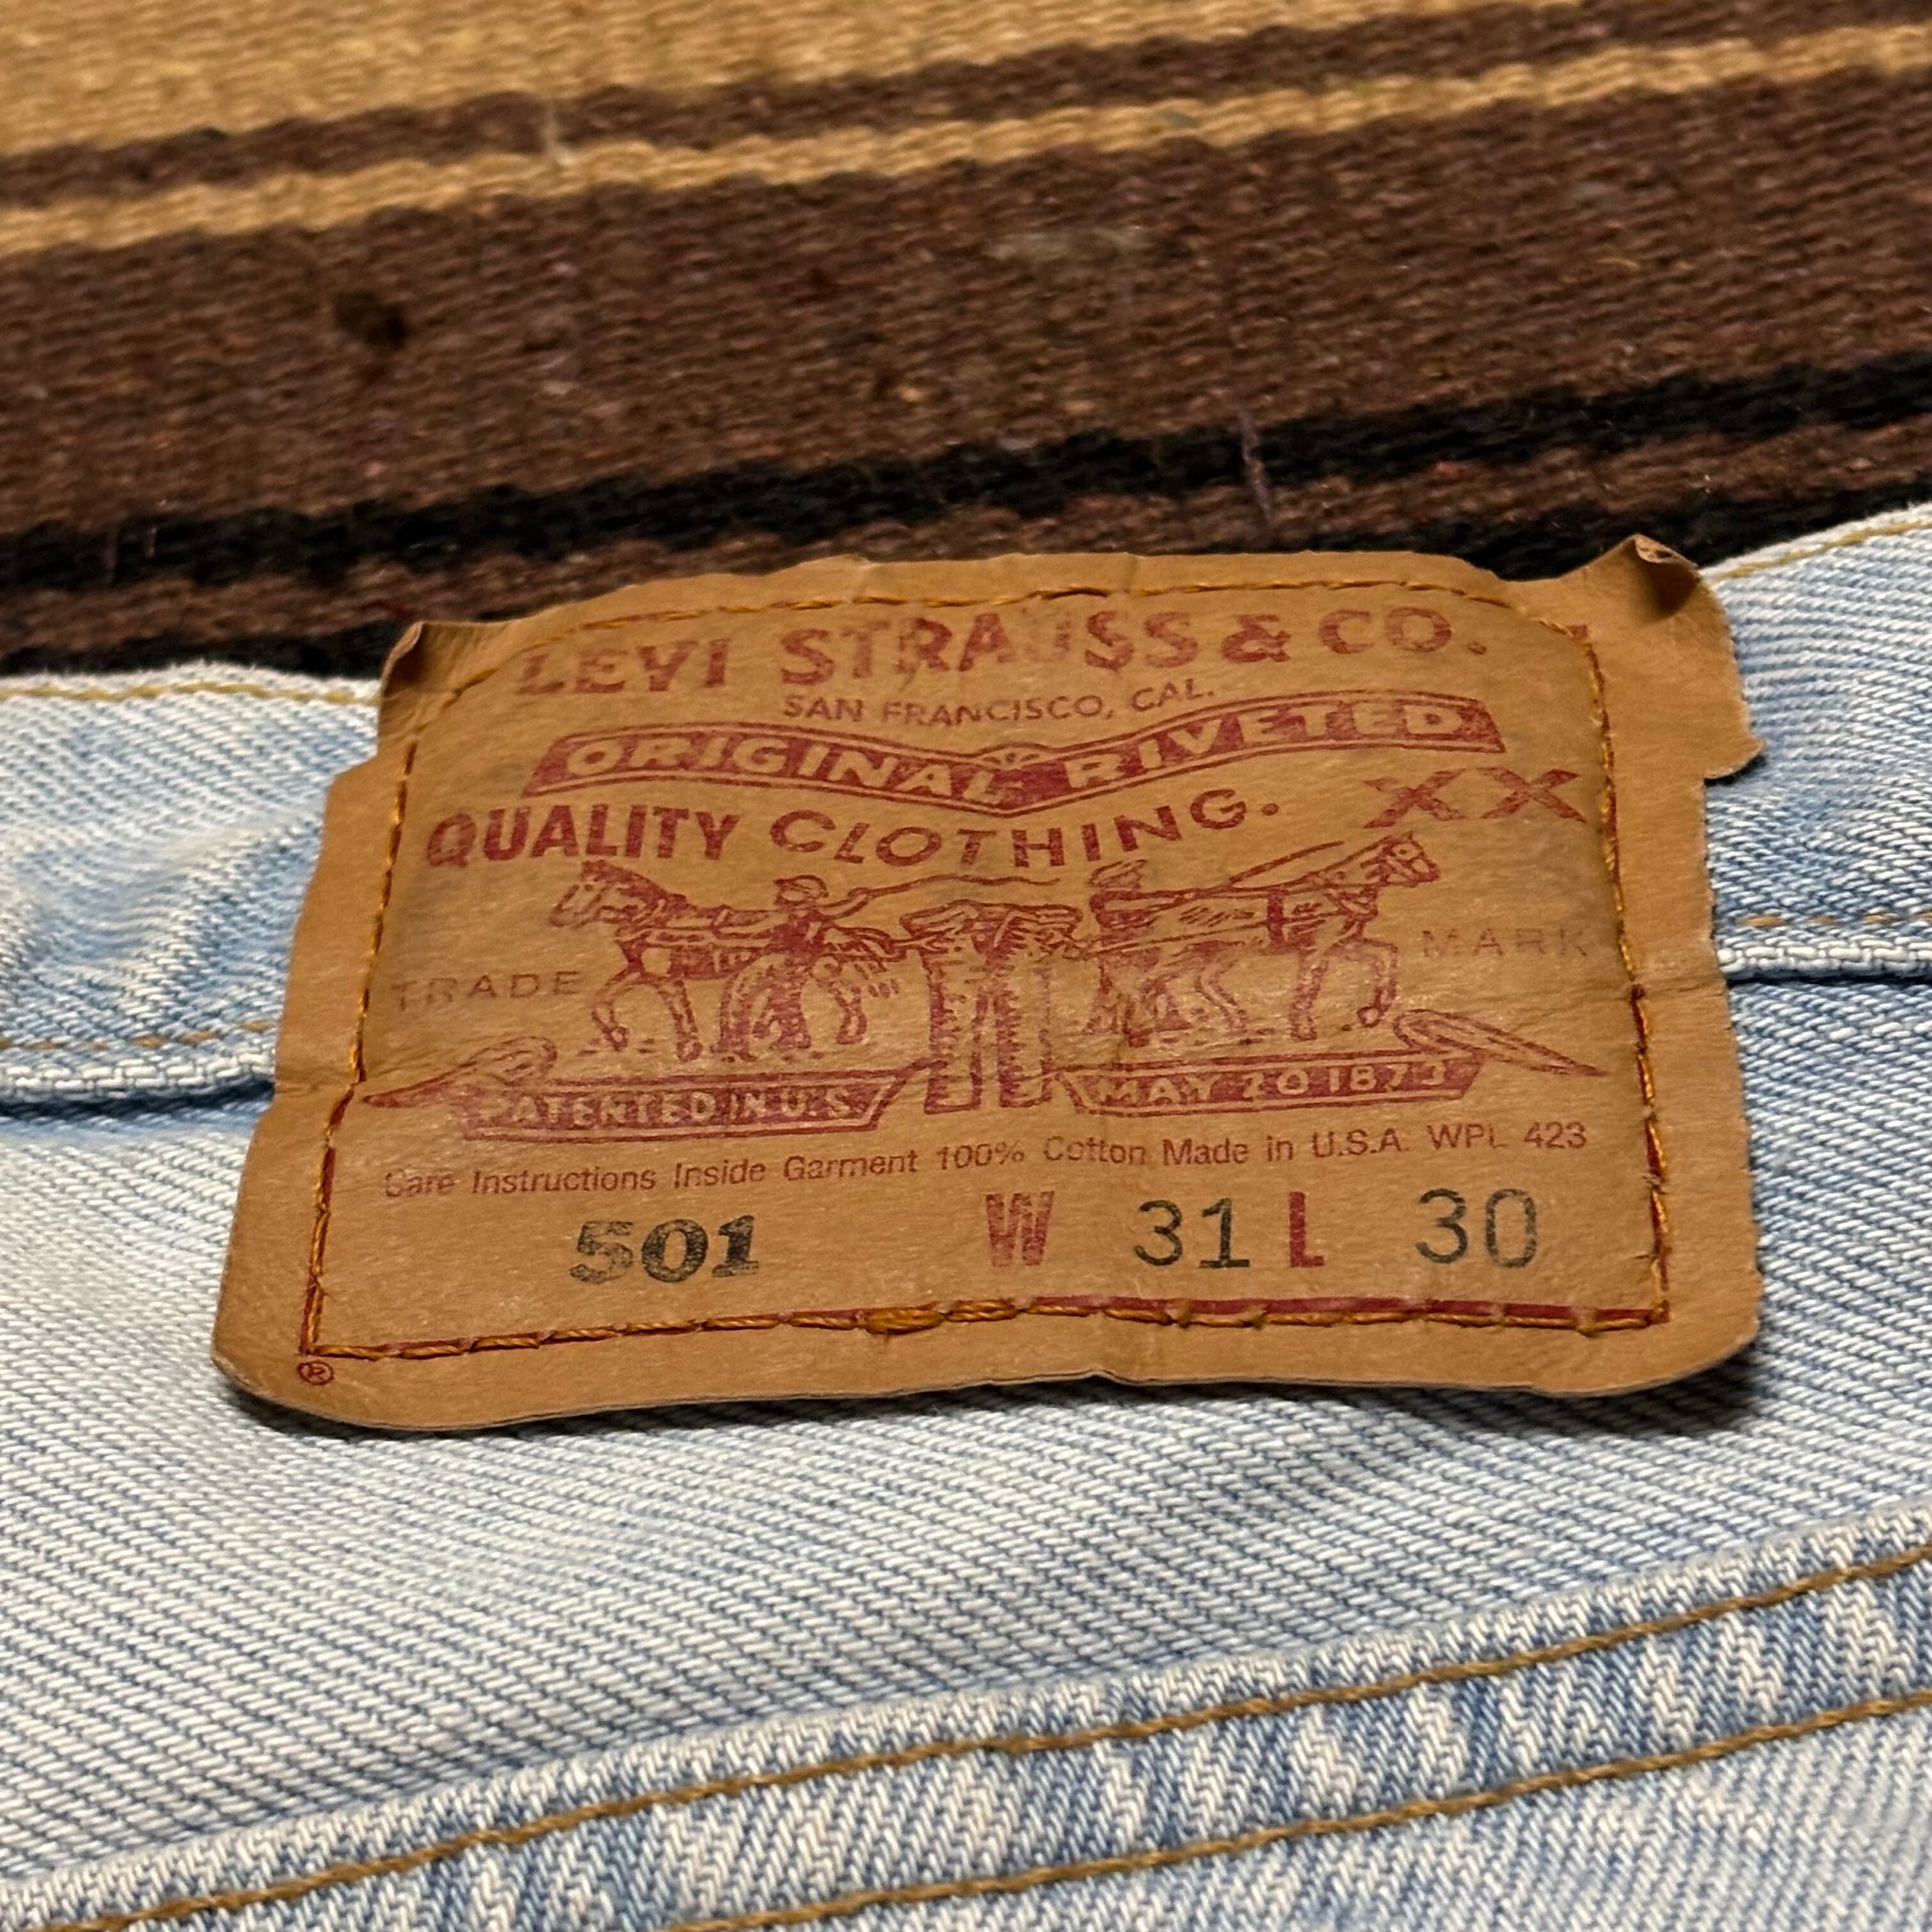 LEVI STRAUSS & CO.
SAN FRANCISCO, CAL.
ORIGINAL RIVETED
QUALITY CLOTHING. XX
TRADE MARK
PATENTED IN U.S. MAY 20 1873
Care Instructions Inside Garment 100% Cotton Made in U.S.A. WPL 423
501 W 31 L 30
®